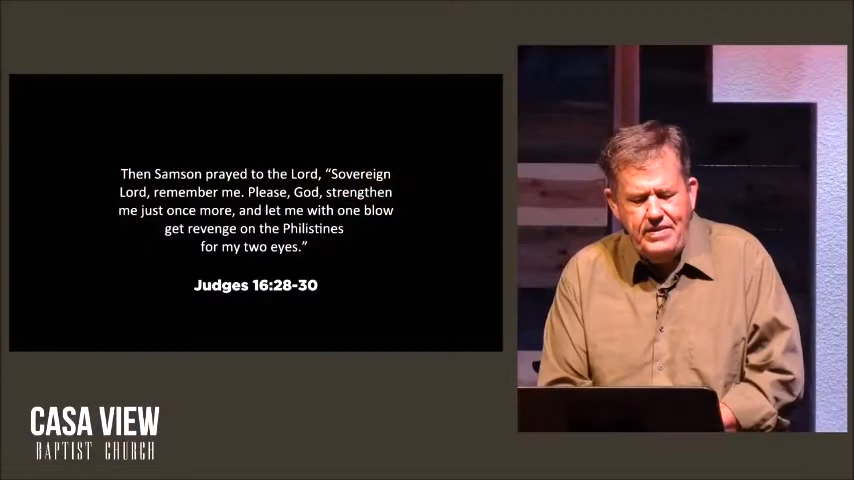 Then Samson prayed to the Lord, “Sovereign
Lord, remember me. Please, God, strengthen
me just once more, and let me with one blow
get revenge on the Philistines
for my two eyes.”
Judges 16:28-30
CASA VIEW
BAPTIST CHURCH